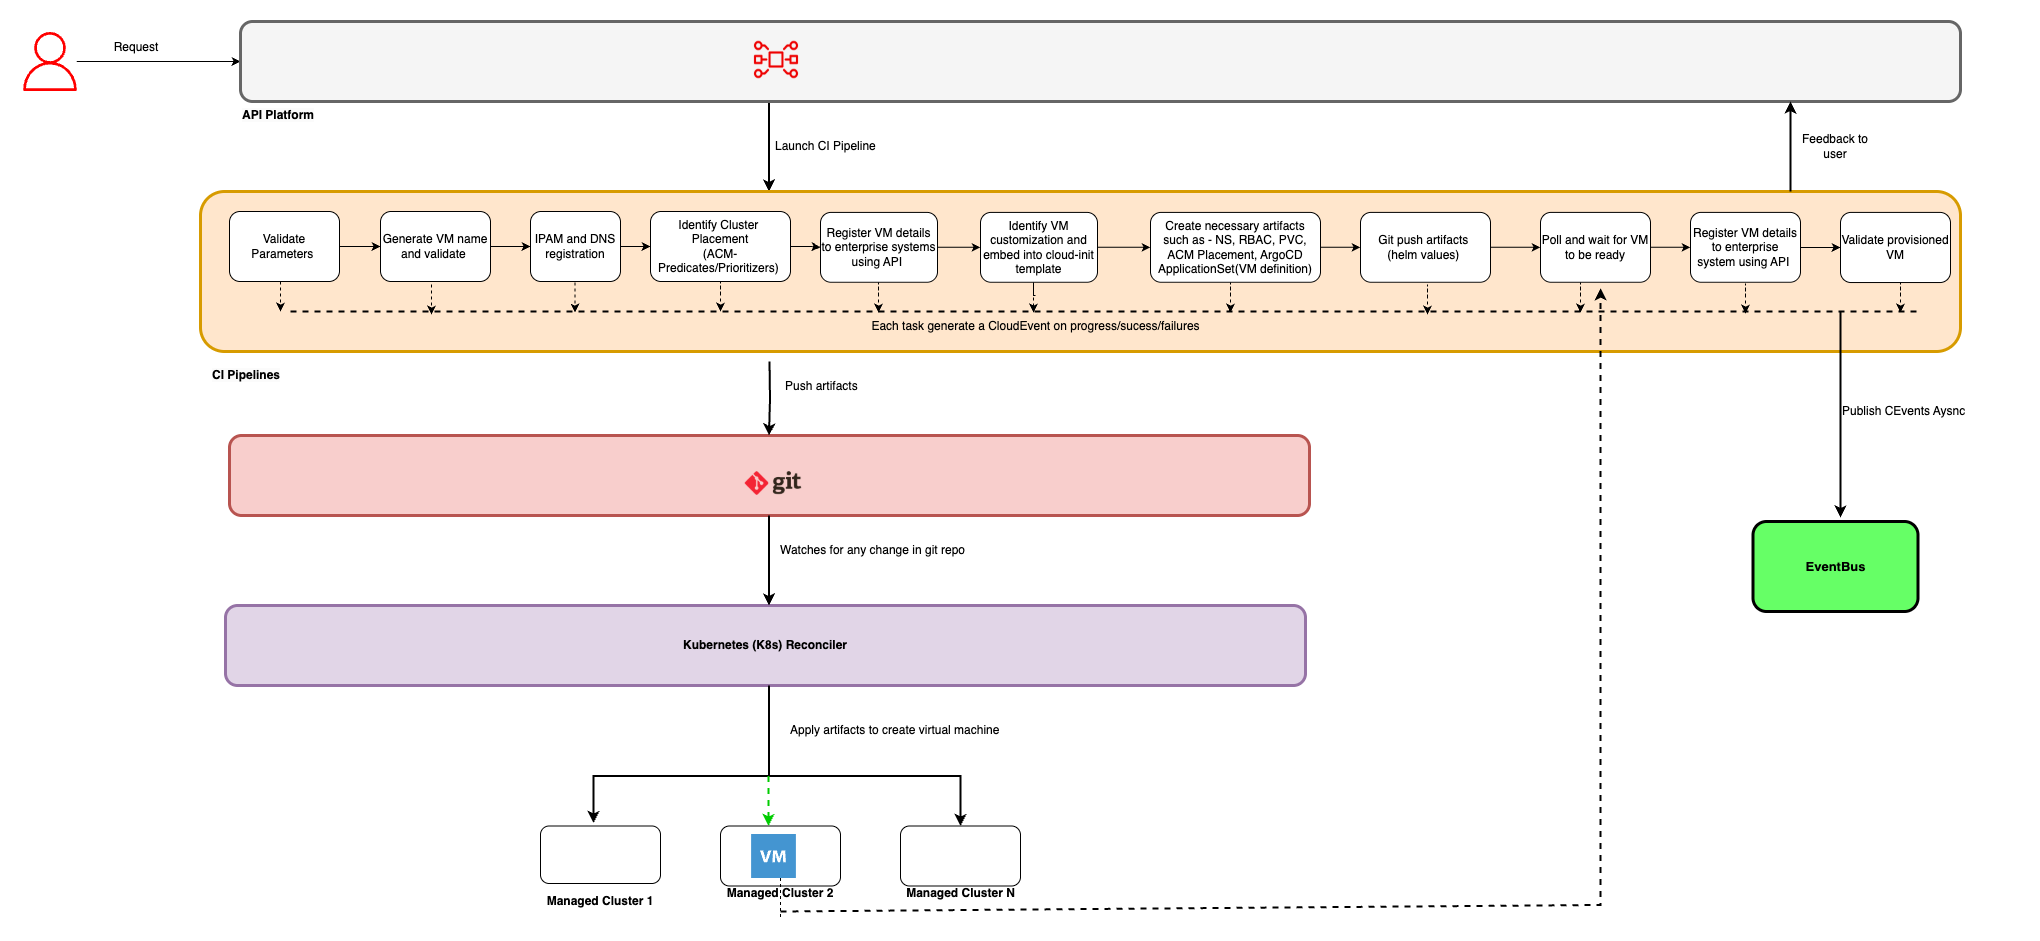 Request
API Platform
Launch CI Pipeline
Feedback to
user
Validate
Parameters
Generate VM name
and validate
IPAM and DNS
registration
Identify Cluster
Placement
(ACM-
Predicates/Prioritizers)
Register VM details
to enterprise systems
using API
Identify VM
customization and
embed into cloud-init
template
Create necessary artifacts
such as - NS, RBAC, PVC,
ACM Placement, ArgoCD
ApplicationSet(VM definition)
Git push artifacts
(helm values)
Poll and wait for VM
to be ready
Register VM details
to enterprise
system using API
Validate provisioned
VM
Each task generate a CloudEvent on progress/sucess/failures
CI Pipelines
Push artifacts
Publish CEvents Aysnc
git
Watches for any change in git repo
EventBus
Kubernetes (K8s) Reconciler
Apply artifacts to create virtual machine
VM
Managed Cluster 1
Managed Cluster 2
Managed Cluster N